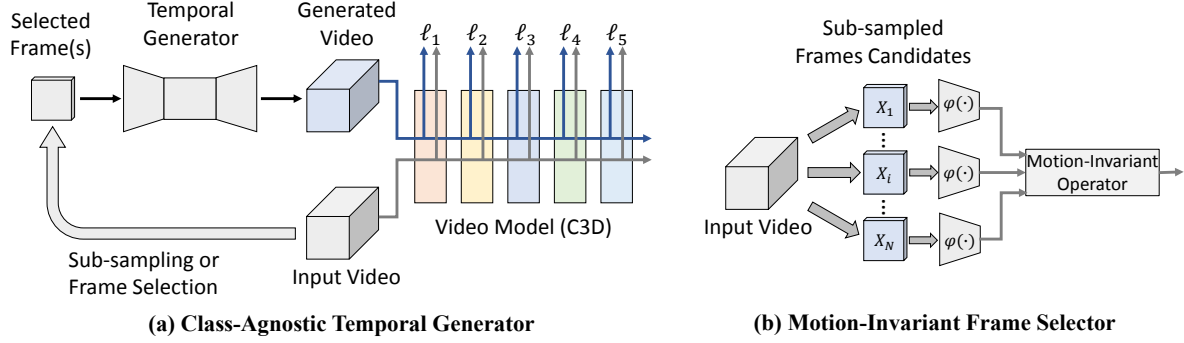 Selected
Frame(s)
Temporal
Generator
Generated
Video
ℓ1 ℓ2 ℓ3 ℓ4 ℓ5
Video Model (C3D)
Input Video
Sub-sampling or
Frame Selection
(a) Class-Agnostic Temporal Generator
Sub-sampled
Frames Candidates
X1 φ(·)
Xi φ(·)
XN φ(·)
Input Video
Motion-Invariant
Operator
(b) Motion-Invariant Frame Selector